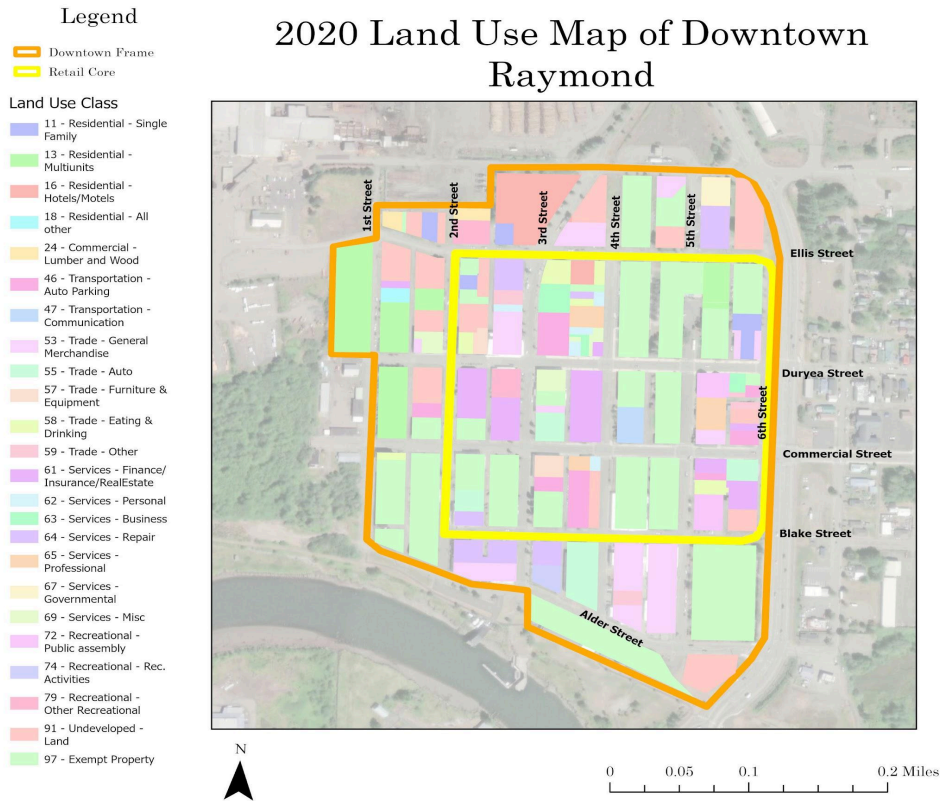 Legend
2020 Land Use Map of Downtown
Raymond
Downtown Frame
Retail Core
Land Use Class
11 - Residential - Single
Family
13 - Residential -
Multiunits
16 - Residential -
Hotels/Motels
18 - Residential - All
other
24 - Commercial -
Lumber and Wood
46 - Transportation -
Auto Parking
47 - Transportation -
Communication
53 - Trade - General
Merchandise
55 - Trade - Auto
57 - Trade - Furniture &
Equipment
58 - Trade - Eating &
Drinking
59 - Trade - Other
61 - Services - Finance/
Insurance/RealEstate
62 - Services - Personal
63 - Services - Business
64 - Services - Repair
65 - Services -
Professional
67 - Services -
Governmental
69 - Services - Misc
72 - Recreational -
Public assembly
74 - Recreational - Rec.
Activities
79 - Recreational -
Other Recreational
91 - Undeveloped -
Land
97 - Exempt Property
1st Street
2nd Street
3rd Street
4th Street
5th Street
Ellis Street
Duryea Street
6th Street
Commercial Street
Blake Street
Alder Street
N
0 0.05 0.1 0.2 Miles